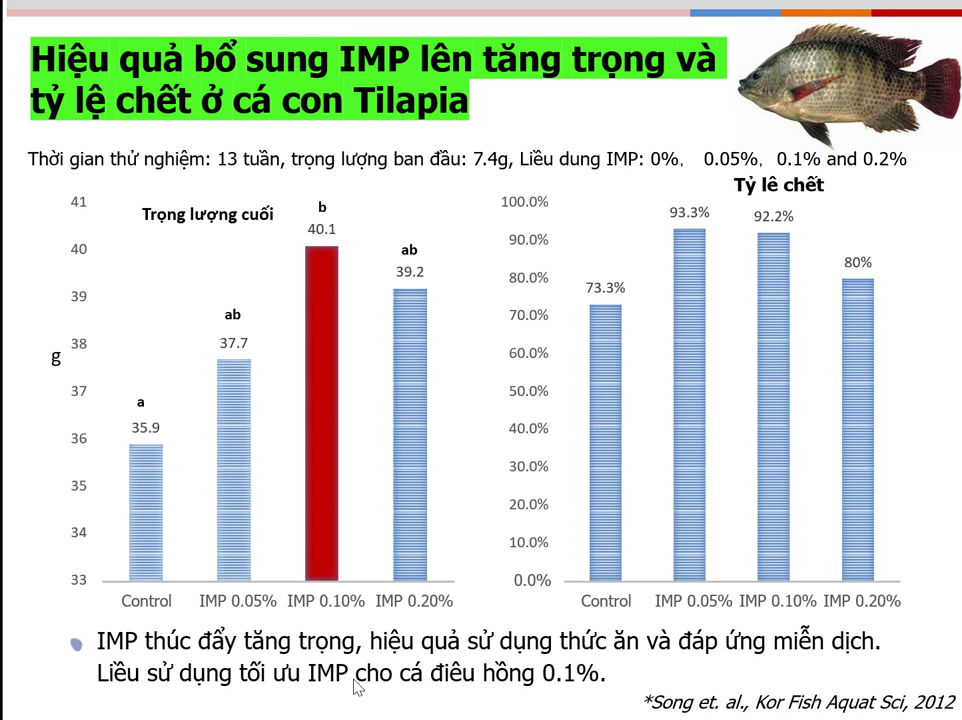 Hiệu quả bổ sung IMP lên tăng trọng và
tỷ lệ chết ở cá con Tilapia
Thời gian thử nghiệm: 13 tuần, trọng lượng ban đầu: 7.4g, Liều dung IMP: 0%, 0.05%, 0.1% and 0.2%
Trọng lượng cuối
g
41
40
39
38
37
36
35
34
33
a
35.9
ab
37.7
b
40.1
ab
39.2
Control IMP 0.05% IMP 0.10% IMP 0.20%
Tỷ lê chết
100.0%
90.0%
80.0%
70.0%
60.0%
50.0%
40.0%
30.0%
20.0%
10.0%
0.0%
73.3%
93.3%
92.2%
80%
Control IMP 0.05% IMP 0.10% IMP 0.20%
IMP thúc đẩy tăng trọng, hiệu quả sử dụng thức ăn và đáp ứng miễn dịch.
Liều sử dụng tối ưu IMP cho cá điêu hồng 0.1%.
*Song et. al., Kor Fish Aquat Sci, 2012